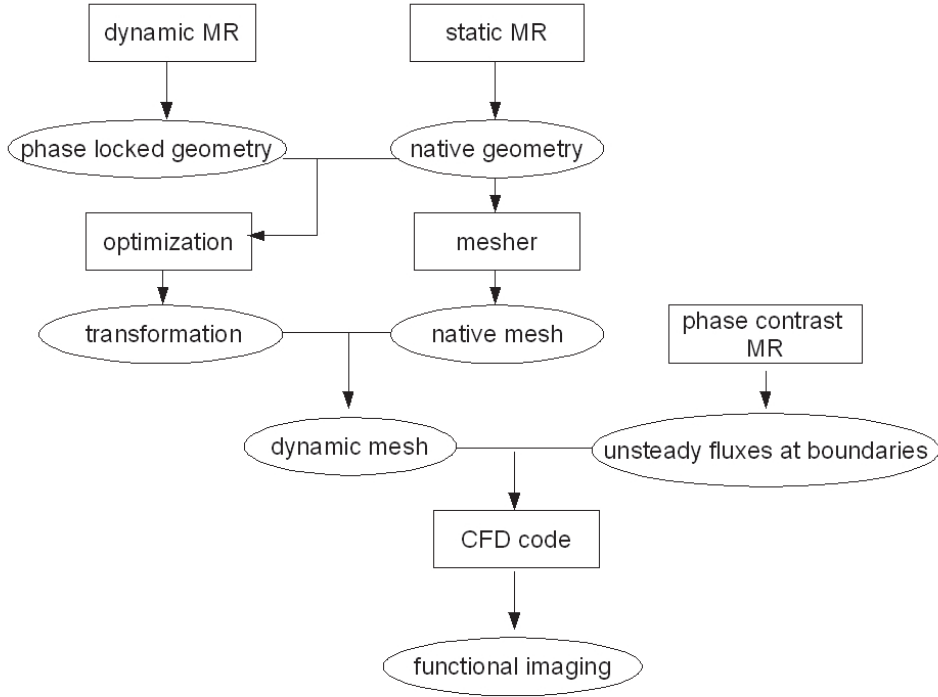 dynamic MR
static MR
phase locked geometry
native geometry
optimization
mesher
transformation
native mesh
phase contrast
MR
dynamic mesh
unsteady fluxes at boundaries
CFD code
functional imaging